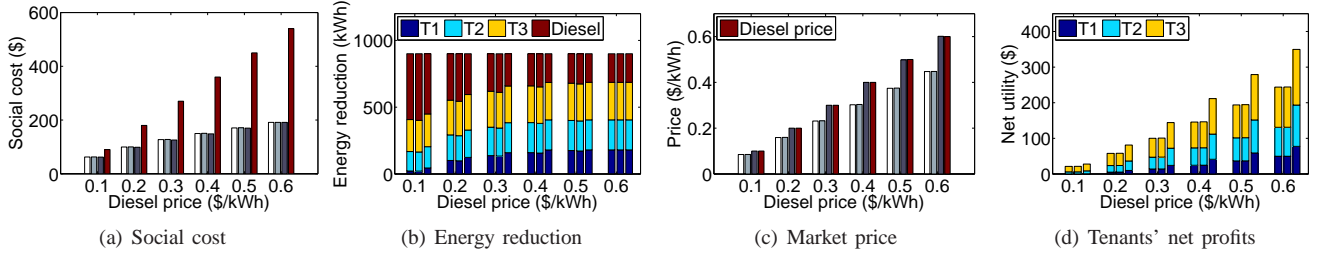 Social cost ($)
600
400
200
0
0.1 0.2 0.3 0.4 0.5 0.6
Diesel price ($/kWh)
(a) Social cost
Energy reduction (kWh)
T1 T2 T3 Diesel
1000
500
0
0.1 0.2 0.3 0.4 0.5 0.6
Diesel price ($/kWh)
(b) Energy reduction
Price ($/kWh)
Diesel price
0.6
0.4
0.2
0
0.1 0.2 0.3 0.4 0.5 0.6
Diesel price ($/kWh)
(c) Market price
Net utility ($)
T1 T2 T3
400
300
200
100
0
0.1 0.2 0.3 0.4 0.5 0.6
Diesel price ($/kWh)
(d) Tenants' net profits